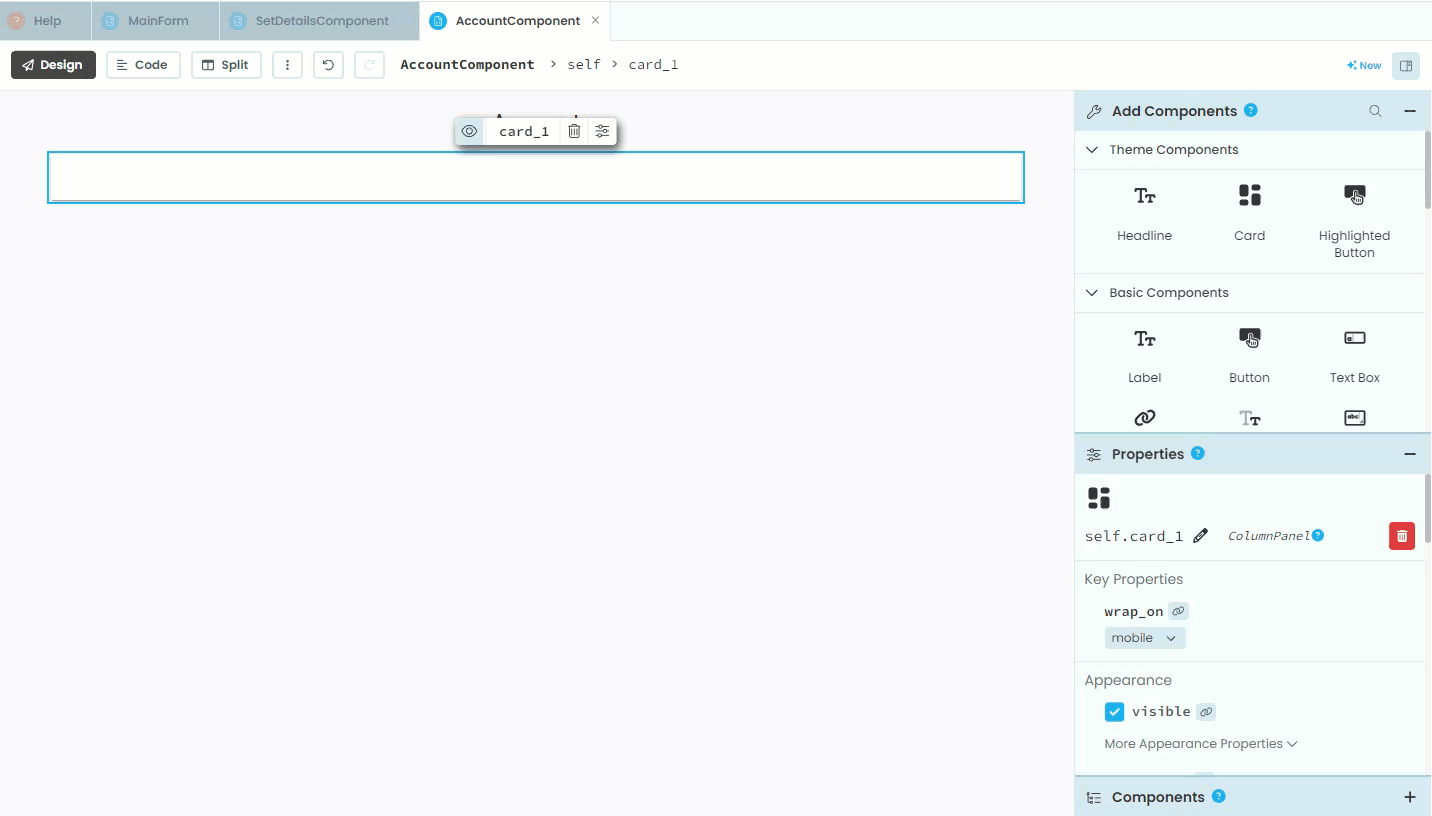 Help
MainForm
SetDetailsComponent
AccountComponent
Design
Code
Split
AccountComponent > self > card_1
New
card_1
Add Components
Theme Components
Headline
Card
Highlighted
Button
Basic Components
Label
Button
Text Box
Properties
self.card_1
ColumnPanel
Key Properties
wrap_on
mobile
Appearance
visible
More Appearance Properties
Components